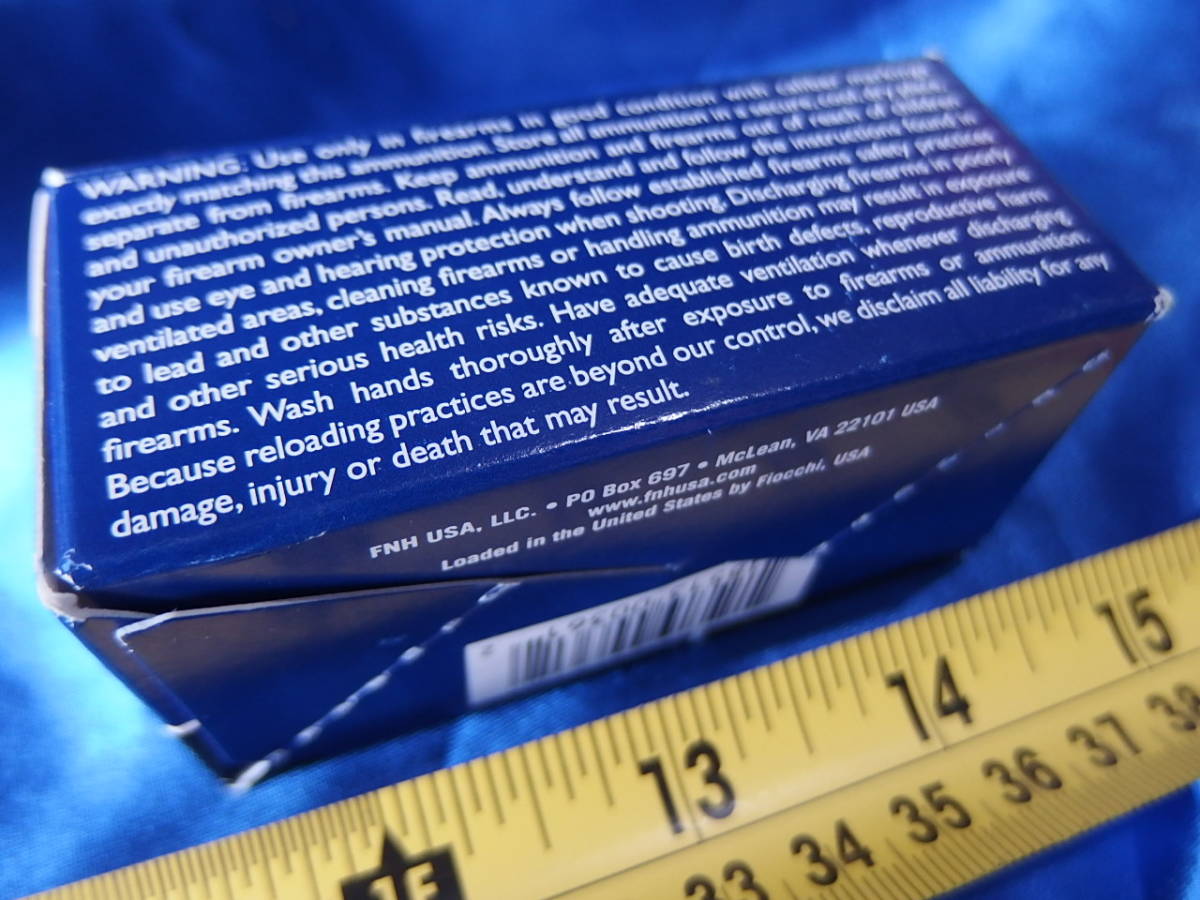 WARNING: Use only in firearms in good condition with caliber markings
exactly matching this ammunition. Store all ammunition in a secure, cool, dry place
separate from firearms. Keep ammunition and firearms out of reach of children
and unauthorized persons. Read, understand and follow the instructions found in
your firearm owner's manual. Always follow established firearms safety practices
and use eye and hearing protection when shooting. Discharging firearms in poorly
ventilated areas, cleaning firearms or handling ammunition may result in exposure
to lead and other substances known to cause birth defects, reproductive harm
and other serious health risks. Have adequate ventilation whenever discharging
firearms. Wash hands thoroughly after exposure to firearms or ammunition.
Because reloading practices are beyond our control, we disclaim all liability for any
damage, injury or death that may result.
FNH USA, LLC. • PO Box 697 • McLean, VA 22101 USA
www.fnhusa.com
Loaded in the United States by Fiocchi, USA
13 14 15
1F 33 34 35 36 37 38